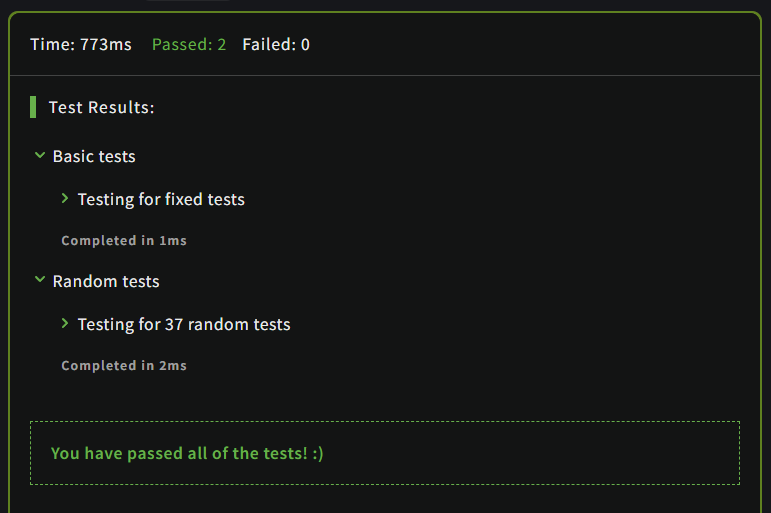 Time: 773ms Passed: 2 Failed: 0
Test Results:
Basic tests
Testing for fixed tests
Completed in 1ms
Random tests
Testing for 37 random tests
Completed in 2ms
You have passed all of the tests! :)